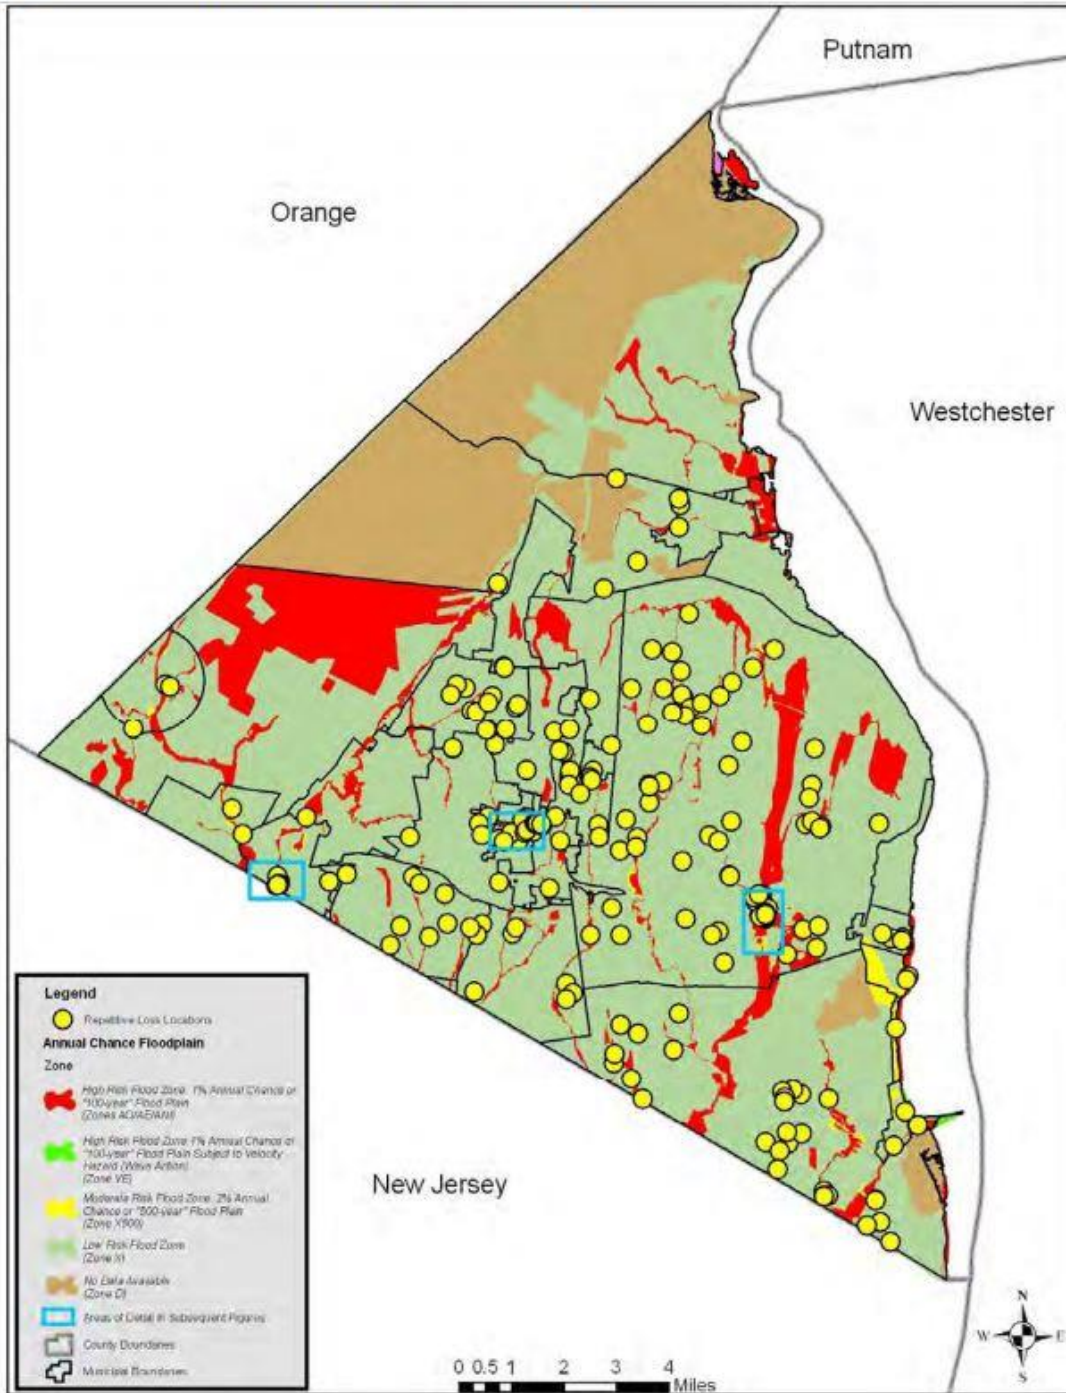 Putnam
Orange
Westchester
New Jersey
Legend
Repetitive Loss Locations
Annual Chance Floodplain
Zone
High Risk Flood Zone: 1% Annual Chance or
"100-year" Flood Plain
(Zones AO/AE/AH/A)
High Risk Flood Zone 1% Annual Chance or
"100-year" Flood Plain Subject to Velocity
Hazard (Wave Action)
(Zone VE)
Moderate Risk Flood Zone: .2% Annual
Chance or "500-year" Flood Plain
(Zone X500)
Low Risk Flood Zone
(Zone X)
No Data Available
(Zone D)
Areas of Detail in Subsequent Figures
County Boundaries
Municipal Boundaries
0 0.5 1 2 3 4
Miles
N
W E
S